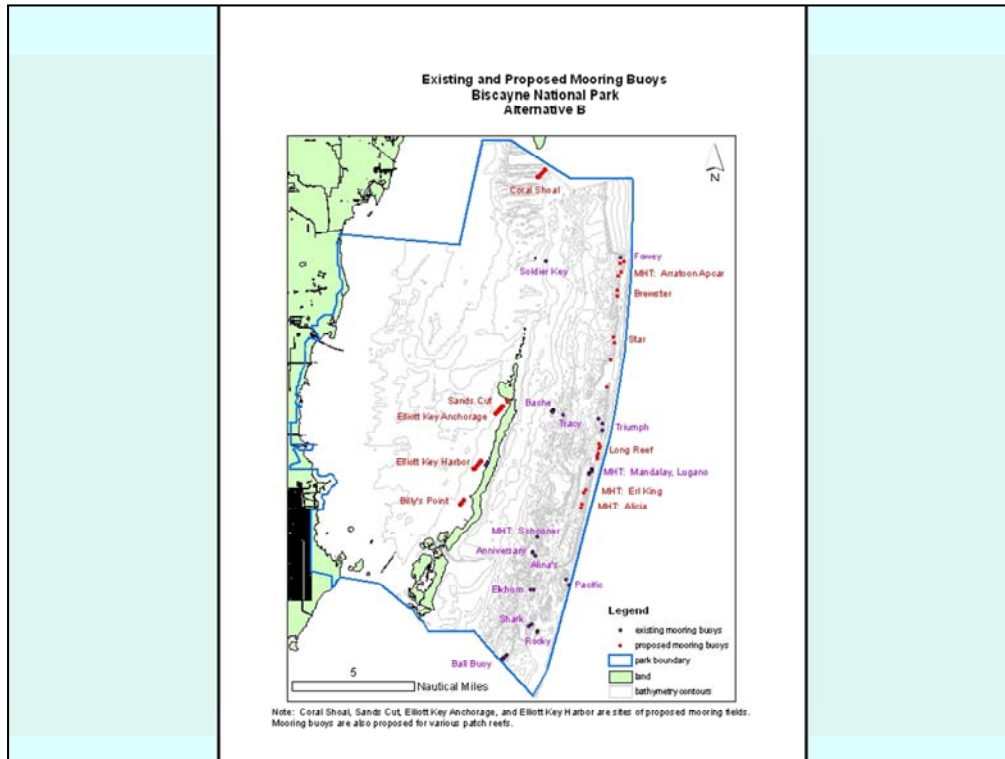 Existing and Proposed Mooring Buoys
Biscayne National Park
Alternative B
N
Coral Shoal
Soldier Key
Fowey
MHT: Arratoon Apcar
Brewster
Star
Sands Cut
Elliott Key Anchorage
Bache
Tracy
Triumph
Long Reef
Elliott Key Harbor
MHT: Mandalay, Lugano
MHT: Erl King
Billy's Point
MHT: Alicia
MHT: Schooner
Anniversary
Alina's
Pacific
Elkhorn
Shark
Rocky
Ball Buoy
Legend
existing mooring buoys
proposed mooring buoys
park boundary
land
bathymetry contours
5
Nautical Miles
Note: Coral Shoal, Sands Cut, Elliott Key Anchorage, and Elliott Key Harbor are sites of proposed mooring fields.
Mooring buoys are also proposed for various patch reefs.